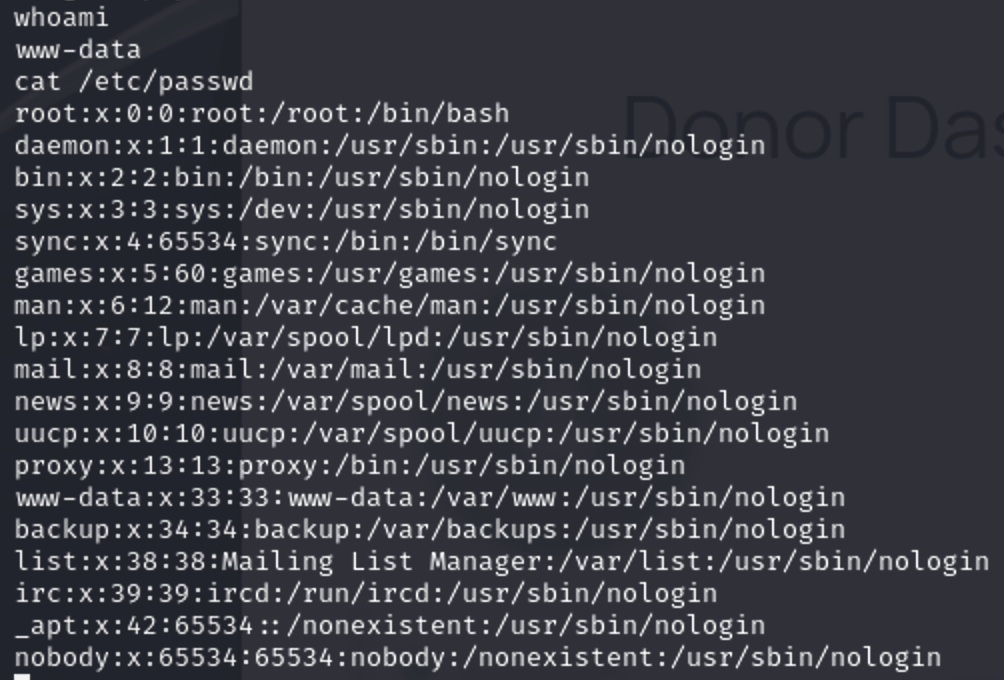 whoami
www-data
cat /etc/passwd
root:x:0:0:root:/root:/bin/bash
daemon:x:1:1:daemon:/usr/sbin:/usr/sbin/nologin
bin:x:2:2:bin:/bin:/usr/sbin/nologin
sys:x:3:3:sys:/dev:/usr/sbin/nologin
sync:x:4:65534:sync:/bin:/bin/sync
games:x:5:60:games:/usr/games:/usr/sbin/nologin
man:x:6:12:man:/var/cache/man:/usr/sbin/nologin
lp:x:7:7:lp:/var/spool/lpd:/usr/sbin/nologin
mail:x:8:8:mail:/var/mail:/usr/sbin/nologin
news:x:9:9:news:/var/spool/news:/usr/sbin/nologin
uucp:x:10:10:uucp:/var/spool/uucp:/usr/sbin/nologin
proxy:x:13:13:proxy:/bin:/usr/sbin/nologin
www-data:x:33:33:www-data:/var/www:/usr/sbin/nologin
backup:x:34:34:backup:/var/backups:/usr/sbin/nologin
list:x:38:38:Mailing List Manager:/var/list:/usr/sbin/nologin
irc:x:39:39:ircd:/run/ircd:/usr/sbin/nologin
_apt:x:42:65534::/nonexistent:/usr/sbin/nologin
nobody:x:65534:65534:nobody:/nonexistent:/usr/sbin/nologin
Donor Das